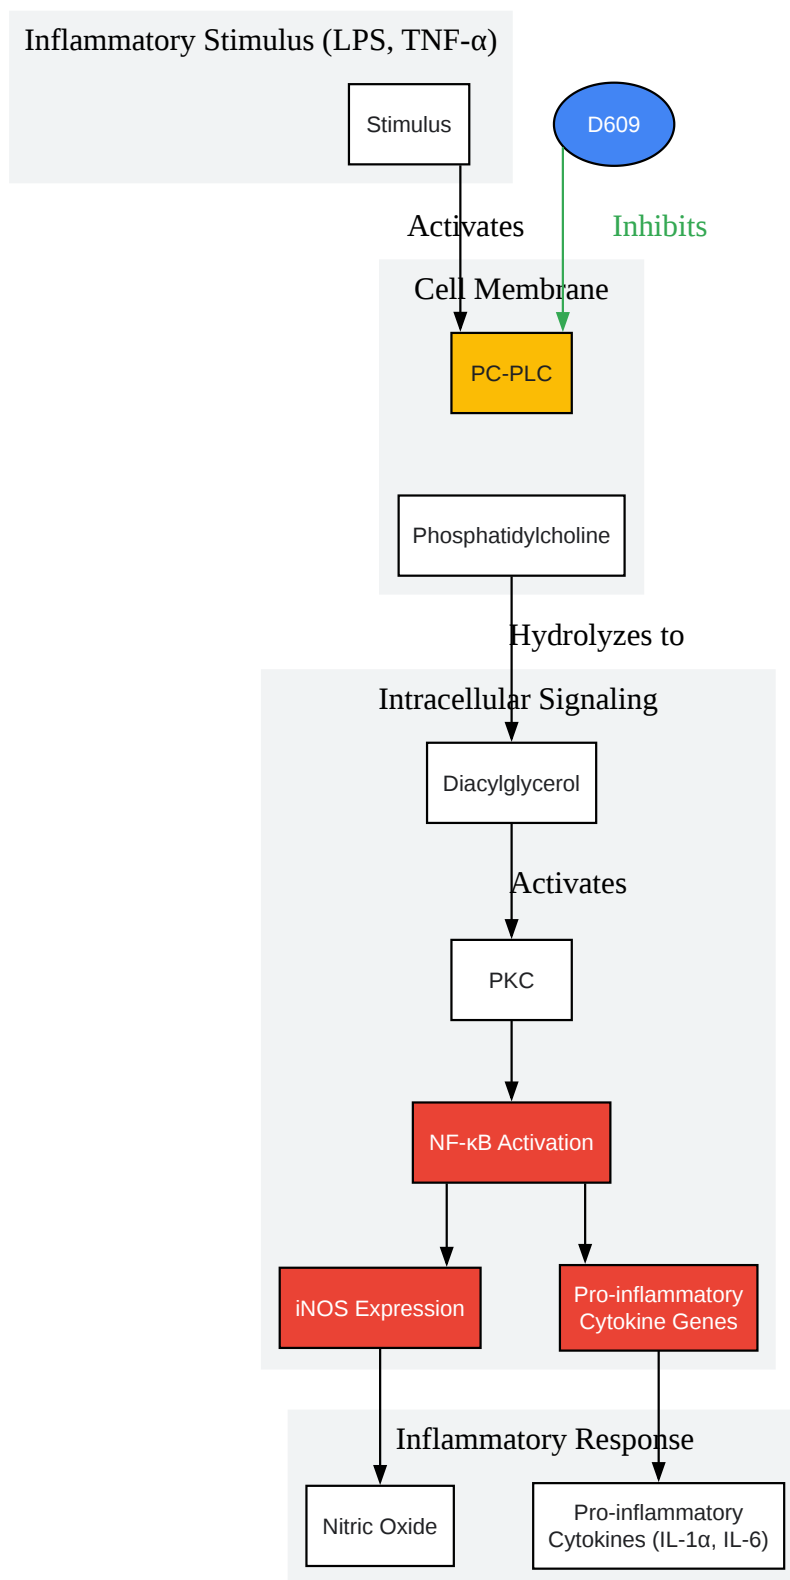 Inflammatory Stimulus (LPS, TNF-α)
Stimulus
D609
Activates
Inhibits
Cell Membrane
PC-PLC
Phosphatidylcholine
Hydrolyzes to
Intracellular Signaling
Diacylglycerol
Activates
PKC
NF-κB Activation
iNOS Expression
Pro-inflammatory
Cytokine Genes
Inflammatory Response
Nitric Oxide
Pro-inflammatory
Cytokines (IL-1α, IL-6)